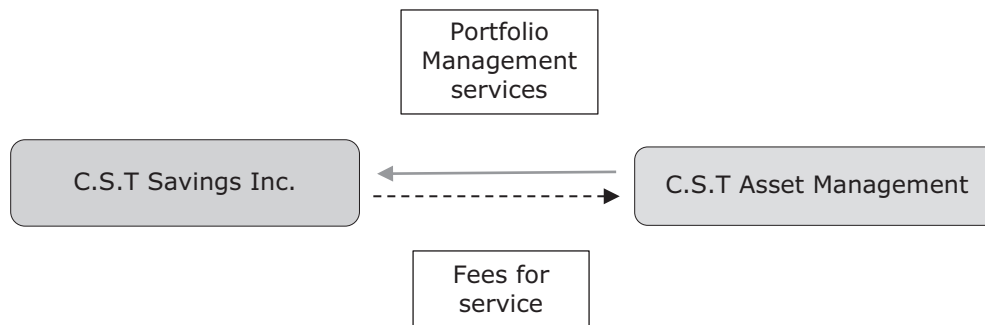 Portfolio
Management
services
C.S.T Savings Inc.
C.S.T Asset Management
Fees for
service